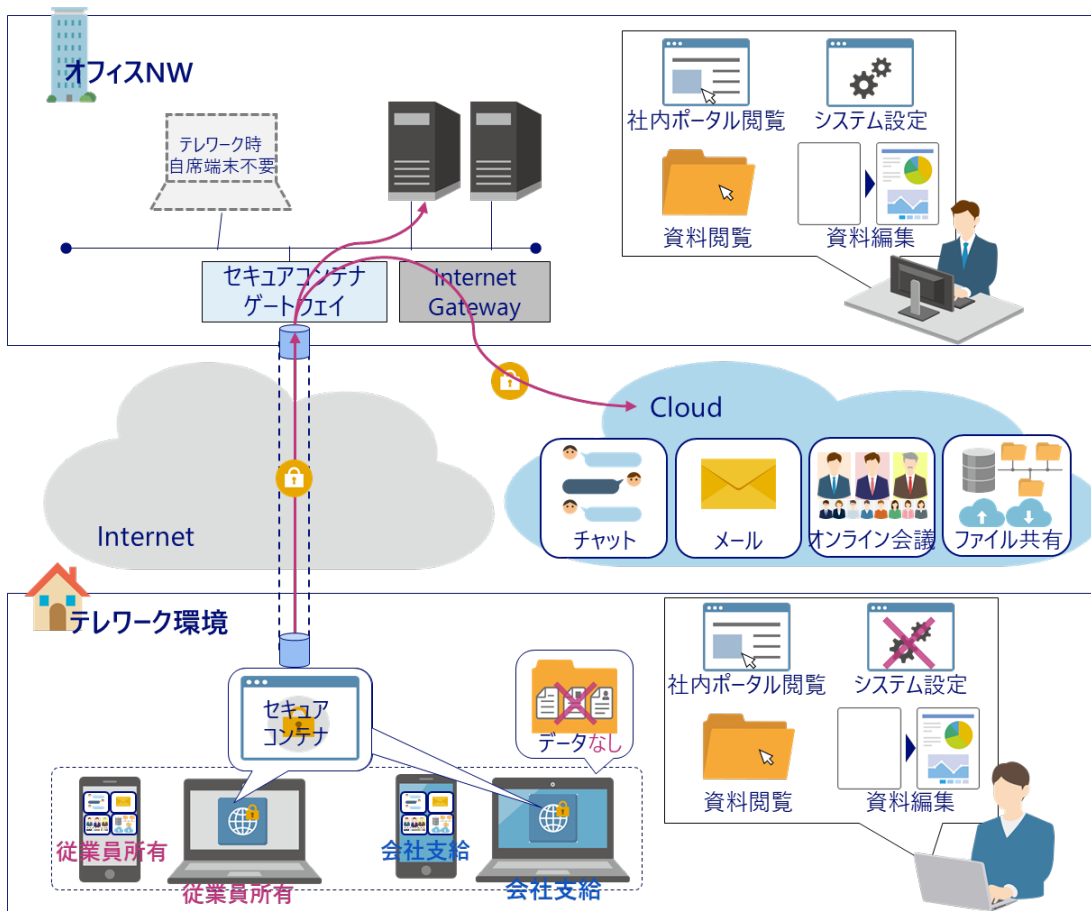 オフィスNW
テレワーク時
自席端末不要
社内ポータル閲覧
システム設定
資料閲覧
資料編集
セキュアコンテナ
ゲートウェイ
Internet
Gateway
Internet
Cloud
チャット
メール
オンライン会議
ファイル共有
テレワーク環境
セキュア
コンテナ
データなし
社内ポータル閲覧
システム設定
資料閲覧
資料編集
従業員所有
従業員所有
会社支給
会社支給